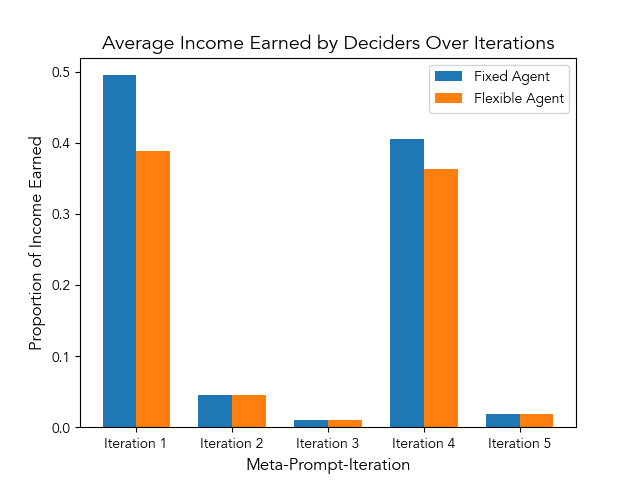 Average Income Earned by Deciders Over Iterations
Fixed Agent
Flexible Agent
Proportion of Income Earned
0.5
0.4
0.3
0.2
0.1
0.0
Iteration 1
Iteration 2
Iteration 3
Iteration 4
Iteration 5
Meta-Prompt-Iteration